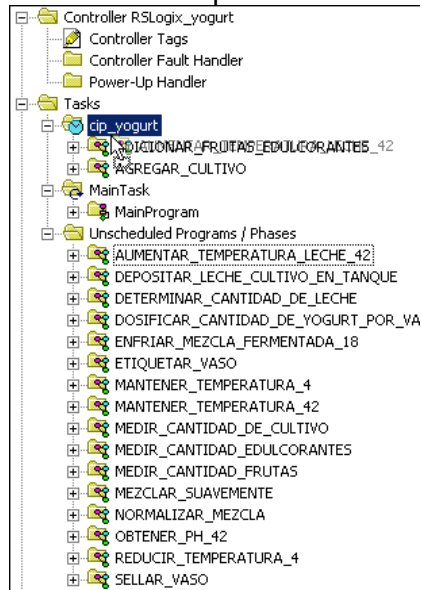 Controller RSLogix_yogurt
Controller Tags
Controller Fault Handler
Power-Up Handler
Tasks
cip_yogurt
ADICIONAR_FRUTAS_EDULCORANTES_42
AGREGAR_CULTIVO
MainTask
MainProgram
Unscheduled Programs / Phases
AUMENTAR_TEMPERATURA_LECHE_42
DEPOSITAR_LECHE_CULTIVO_EN_TANQUE
DETERMINAR_CANTIDAD_DE_LECHE
DOSIFICAR_CANTIDAD_DE_YOGURT_POR_VA
ENFRIAR_MEZCLA_FERMENTADA_18
ETIQUETAR_VASO
MANTENER_TEMPERATURA_4
MANTENER_TEMPERATURA_42
MEDIR_CANTIDAD_DE_CULTIVO
MEDIR_CANTIDAD_EDULCORANTES
MEDIR_CANTIDAD_FRUTAS
MEZCLAR_SUAVEMENTE
NORMALIZAR_MEZCLA
OBTENER_PH_42
REDUCIR_TEMPERATURA_4
SELLAR_VASO